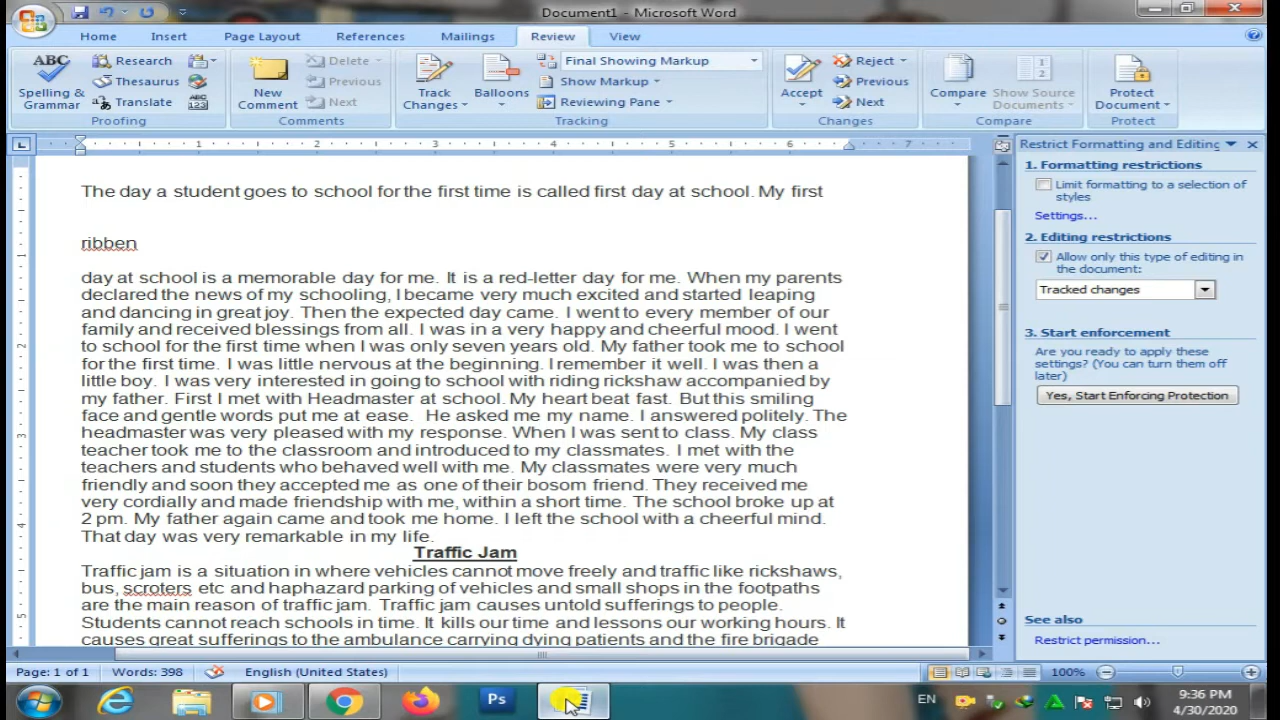 Document1 - Microsoft Word
Home Insert Page Layout References Mailings Review View
ABC Research Delete Final Showing Markup Reject
Spelling & Grammar Thesaurus New Comment Previous Track Changes Balloons Show Markup Accept Previous Compare Show Source Documents Protect Document
ABC 123 Translate Next Reviewing Pane Next
Proofing Comments Tracking Changes Compare Protect
1 2 3 4 5 6 7
Restrict Formatting and Editing
1. Formatting restrictions
Limit formatting to a selection of
styles
Settings...
2. Editing restrictions
Allow only this type of editing in
the document:
Tracked changes
3. Start enforcement
Are you ready to apply these
settings? (You can turn them off
later)
Yes, Start Enforcing Protection
See also
Restrict permission...
The day a student goes to school for the first time is called first day at school. My first
ribben
day at school is a memorable day for me. It is a red-letter day for me. When my parents
declared the news of my schooling, I became very much excited and started leaping
and dancing in great joy. Then the expected day came. I went to every member of our
family and received blessings from all. I was in a very happy and cheerful mood. I went
to school for the first time when I was only seven years old. My father took me to school
for the first time. I was little nervous at the beginning. I remember it well. I was then a
little boy. I was very interested in going to school with riding rickshaw accompanied by
my father. First I met with Headmaster at school. My heart beat fast. But this smiling
face and gentle words put me at ease. He asked me my name. I answered politely. The
headmaster was very pleased with my response. When I was sent to class. My class
teacher took me to the classroom and introduced to my classmates. I met with the
teachers and students who behaved well with me. My classmates were very much
friendly and soon they accepted me as one of their bosom friend. They received me
very cordially and made friendship with me, within a short time. The school broke up at
2 pm. My father again came and took me home. I left the school with a cheerful mind.
That day was very remarkable in my life.
Traffic Jam
Traffic jam is a situation in where vehicles cannot move freely and traffic like rickshaws,
bus, scroters etc and haphazard parking of vehicles and small shops in the footpaths
are the main reason of traffic jam. Traffic jam causes untold sufferings to people.
Students cannot reach schools in time. It kills our time and lessons our working hours. It
causes great sufferings to the ambulance carrying dying patients and the fire brigade
Page: 1 of 1 Words: 398 English (United States) 100%
Ps EN 9:36 PM
4/30/2020